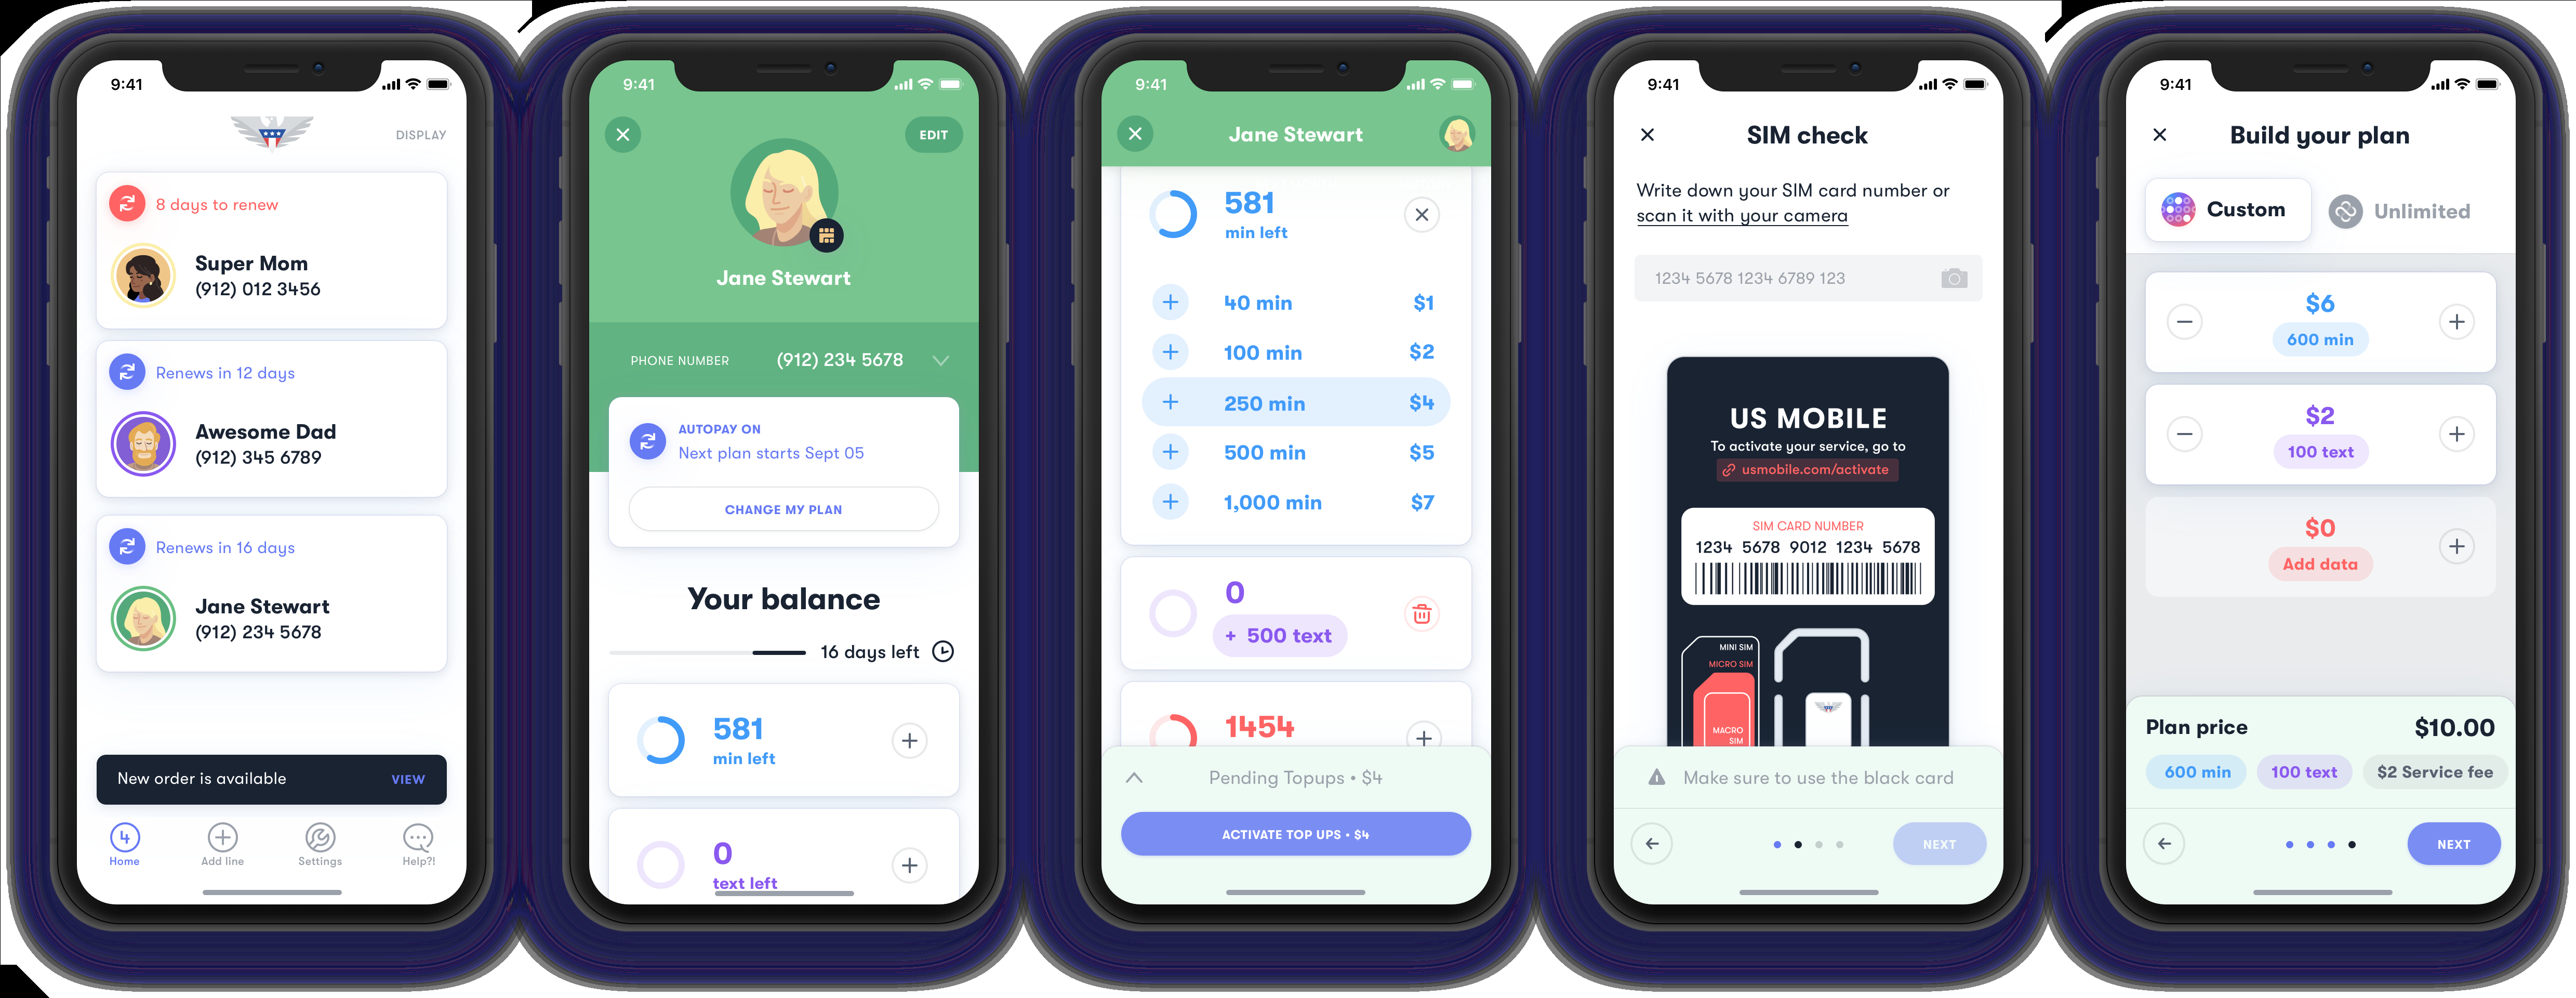 9:41
DISPLAY
8 days to renew
Super Mom
(912) 012 3456
Renews in 12 days
Awesome Dad
(912) 345 6789
Renews in 16 days
Jane Stewart
(912) 234 5678
New order is available VIEW
4
Home Add line Settings Help?!
9:41
EDIT
Jane Stewart
PHONE NUMBER (912) 234 5678
AUTOPAY ON
Next plan starts Sept 05
CHANGE MY PLAN
Your balance
16 days left
581
min left
0
text left
9:41
Jane Stewart
581
min left
40 min $1
100 min $2
250 min $4
500 min $5
1,000 min $7
0
+ 500 text
1454
Pending Topups • $4
ACTIVATE TOP UPS • $4
9:41
SIM check
Write down your SIM card number or
scan it with your camera
1234 5678 1234 6789 123
US MOBILE
To activate your service, go to
usmobile.com/activate
SIM CARD NUMBER
1234 5678 9012 1234 5678
MINI SIM
MICRO SIM
MACRO
SIM
Make sure to use the black card
NEXT
9:41
Build your plan
Custom Unlimited
$6
600 min
$2
100 text
$0
Add data
Plan price $10.00
600 min 100 text $2 Service fee
NEXT